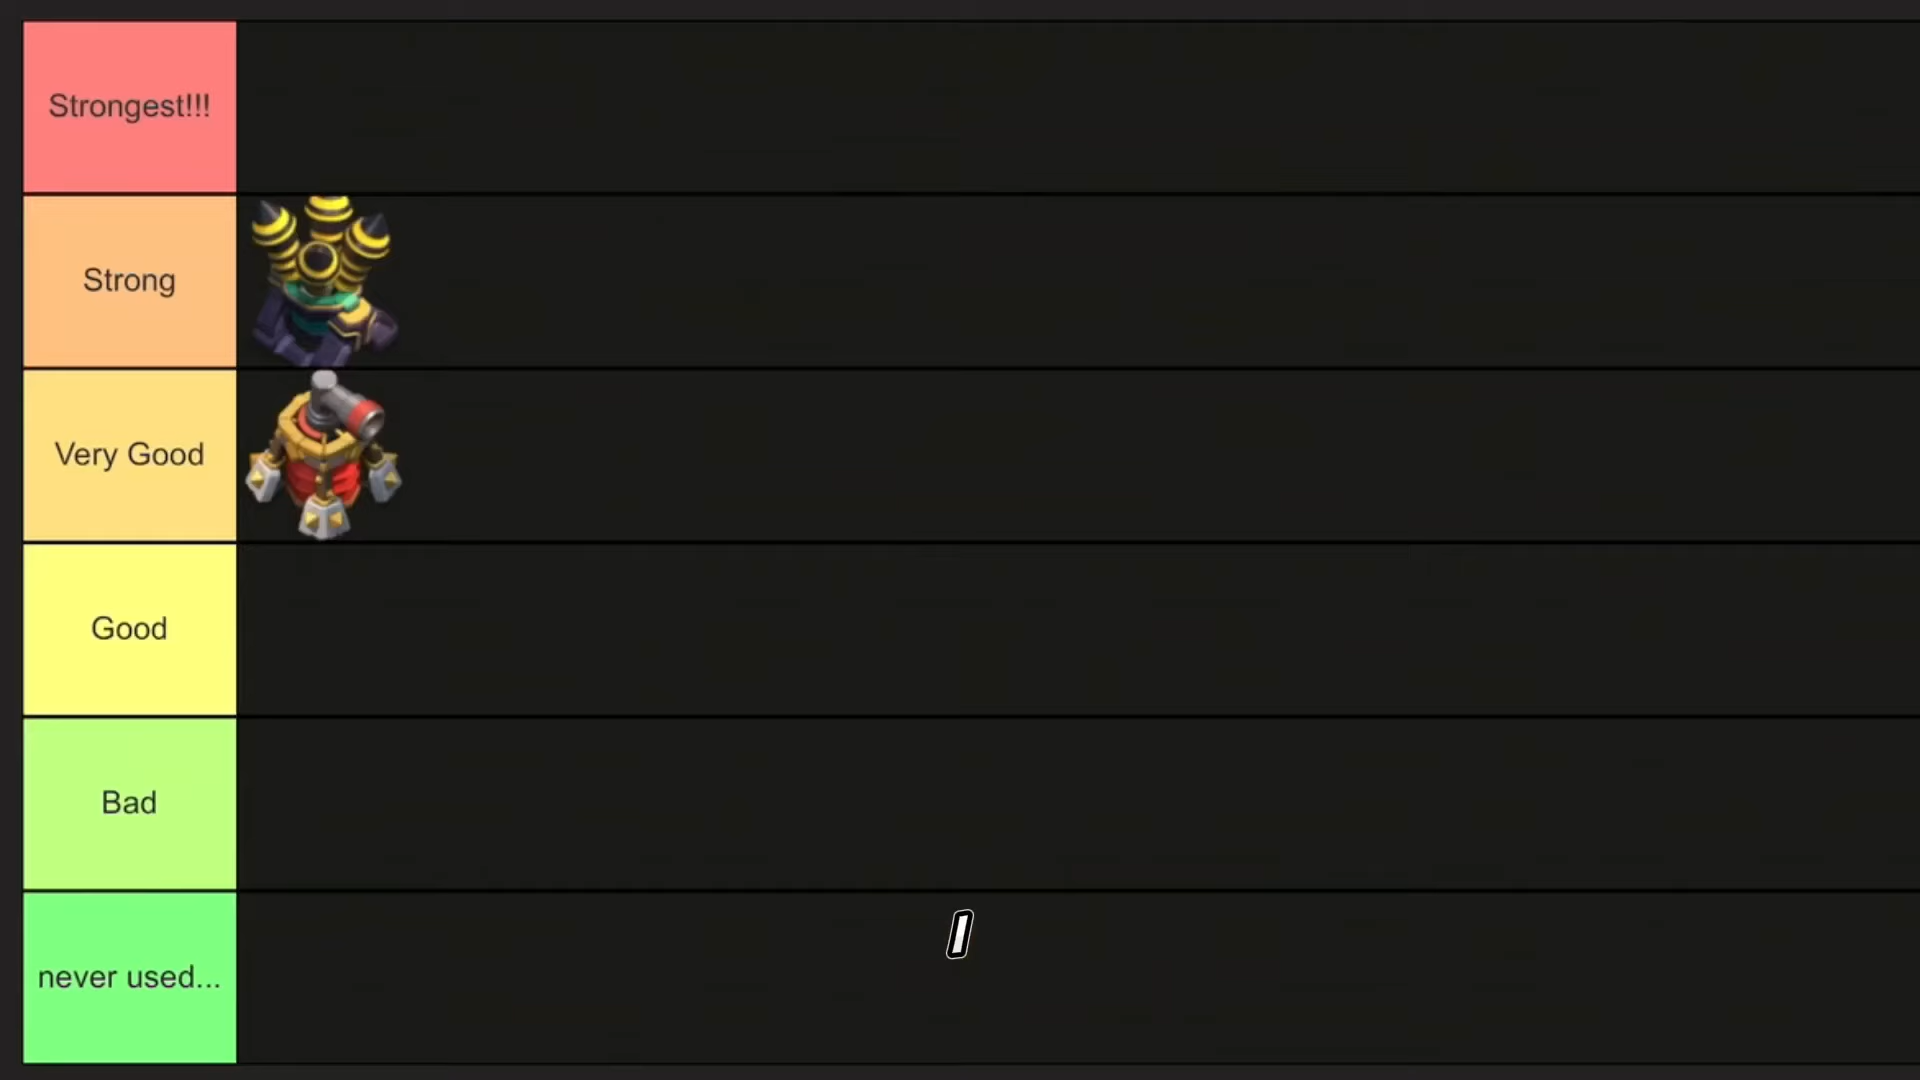 Strongest!!!
Strong
Very Good
Good
Bad
never used...
I